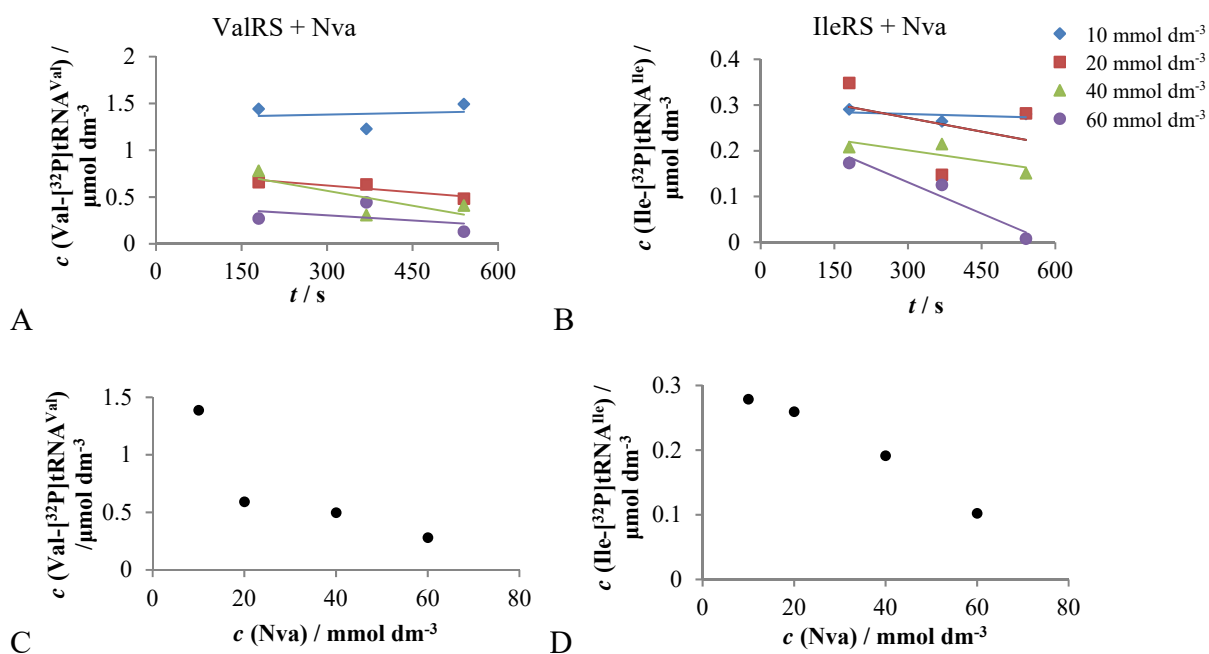 ValRS + Nva
c (Val-[³²P]tRNAⱽᵃˡ) /
µmol dm⁻³
2
1.5
1
0.5
0
0 150 300 450 600
t / s
A
IleRS + Nva
c (Ile-[³²P]tRNAᴵˡᵉ) /
µmol dm⁻³
0.4
0.3
0.2
0.1
0
0 150 300 450 600
t / s
B
10 mmol dm⁻³
20 mmol dm⁻³
40 mmol dm⁻³
60 mmol dm⁻³
c (Val-[³²P]tRNAⱽᵃˡ)
/µmol dm⁻³
1.5
1
0.5
0
0 20 40 60 80
c (Nva) / mmol dm⁻³
C
c (Ile-[³²P]tRNAᴵˡᵉ) /
µmol dm⁻³
0.3
0.2
0.1
0
0 20 40 60 80
c (Nva) / mmol dm⁻³
D